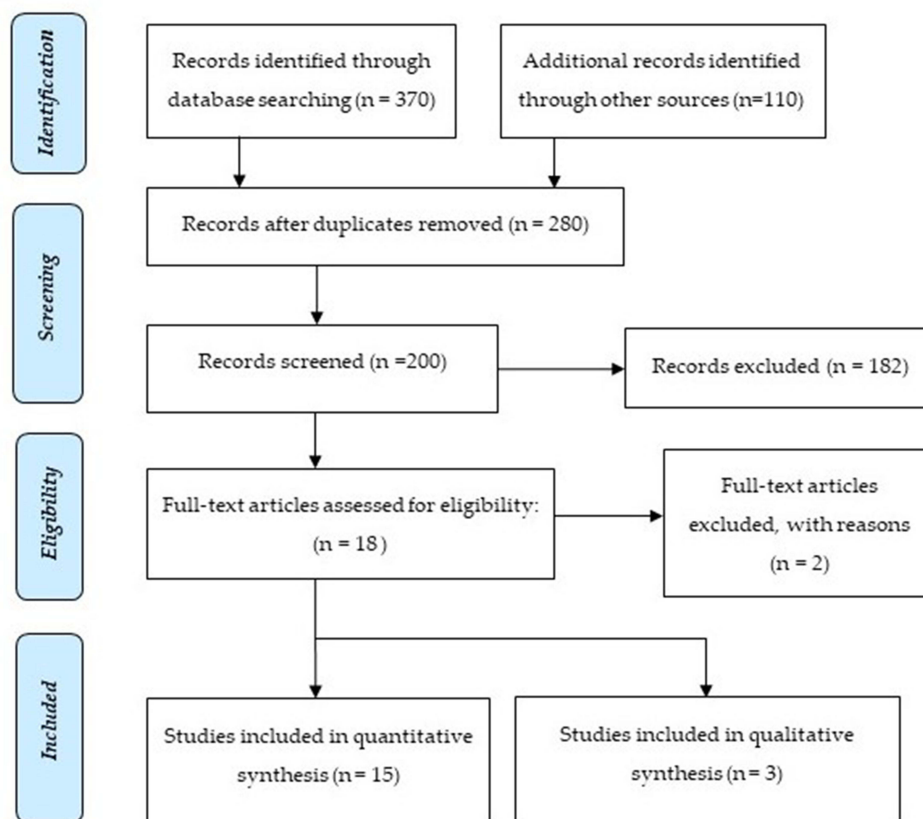 Identification
Records identified through
database searching (n = 370)
Additional records identified
through other sources (n=110)
Records after duplicates removed (n = 280)
Screening
Records screened (n =200)
Records excluded (n = 182)
Eligibility
Full-text articles assessed for eligibility:
(n = 18 )
Full-text articles
excluded, with reasons
(n = 2)
Included
Studies included in quantitative
synthesis (n= 15)
Studies included in qualitative
synthesis (n= 3)